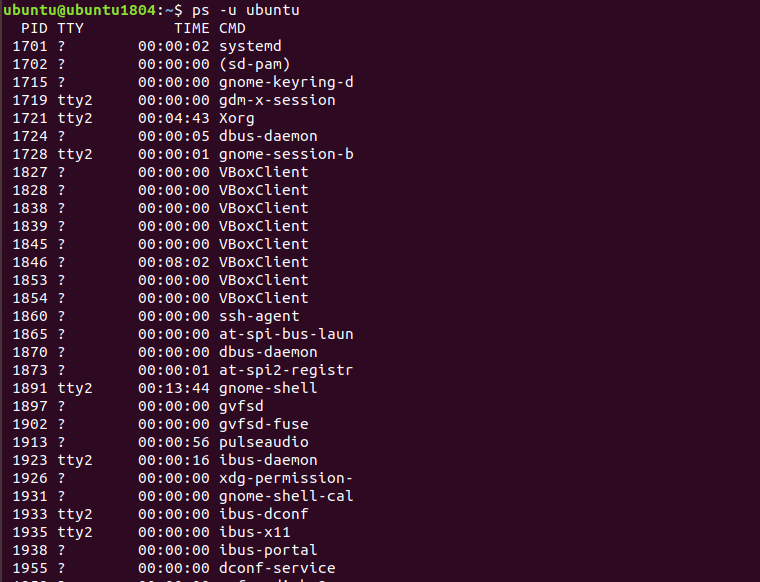 ubuntu@ubuntu1804:~$ ps -u ubuntu
PID TTY TIME CMD
1701 ? 00:00:02 systemd
1702 ? 00:00:00 (sd-pam)
1715 ? 00:00:00 gnome-keyring-d
1719 tty2 00:00:00 gdm-x-session
1721 tty2 00:04:43 Xorg
1724 ? 00:00:05 dbus-daemon
1728 tty2 00:00:01 gnome-session-b
1827 ? 00:00:00 VBoxClient
1828 ? 00:00:00 VBoxClient
1838 ? 00:00:00 VBoxClient
1839 ? 00:00:00 VBoxClient
1845 ? 00:00:00 VBoxClient
1846 ? 00:08:02 VBoxClient
1853 ? 00:00:00 VBoxClient
1854 ? 00:00:00 VBoxClient
1860 ? 00:00:00 ssh-agent
1865 ? 00:00:00 at-spi-bus-laun
1870 ? 00:00:00 dbus-daemon
1873 ? 00:00:01 at-spi2-registr
1891 tty2 00:13:44 gnome-shell
1897 ? 00:00:00 gvfsd
1902 ? 00:00:00 gvfsd-fuse
1913 ? 00:00:56 pulseaudio
1923 tty2 00:00:16 ibus-daemon
1926 ? 00:00:00 xdg-permission-
1931 ? 00:00:00 gnome-shell-cal
1933 tty2 00:00:00 ibus-dconf
1935 tty2 00:00:00 ibus-x11
1938 ? 00:00:00 ibus-portal
1955 ? 00:00:00 dconf-service